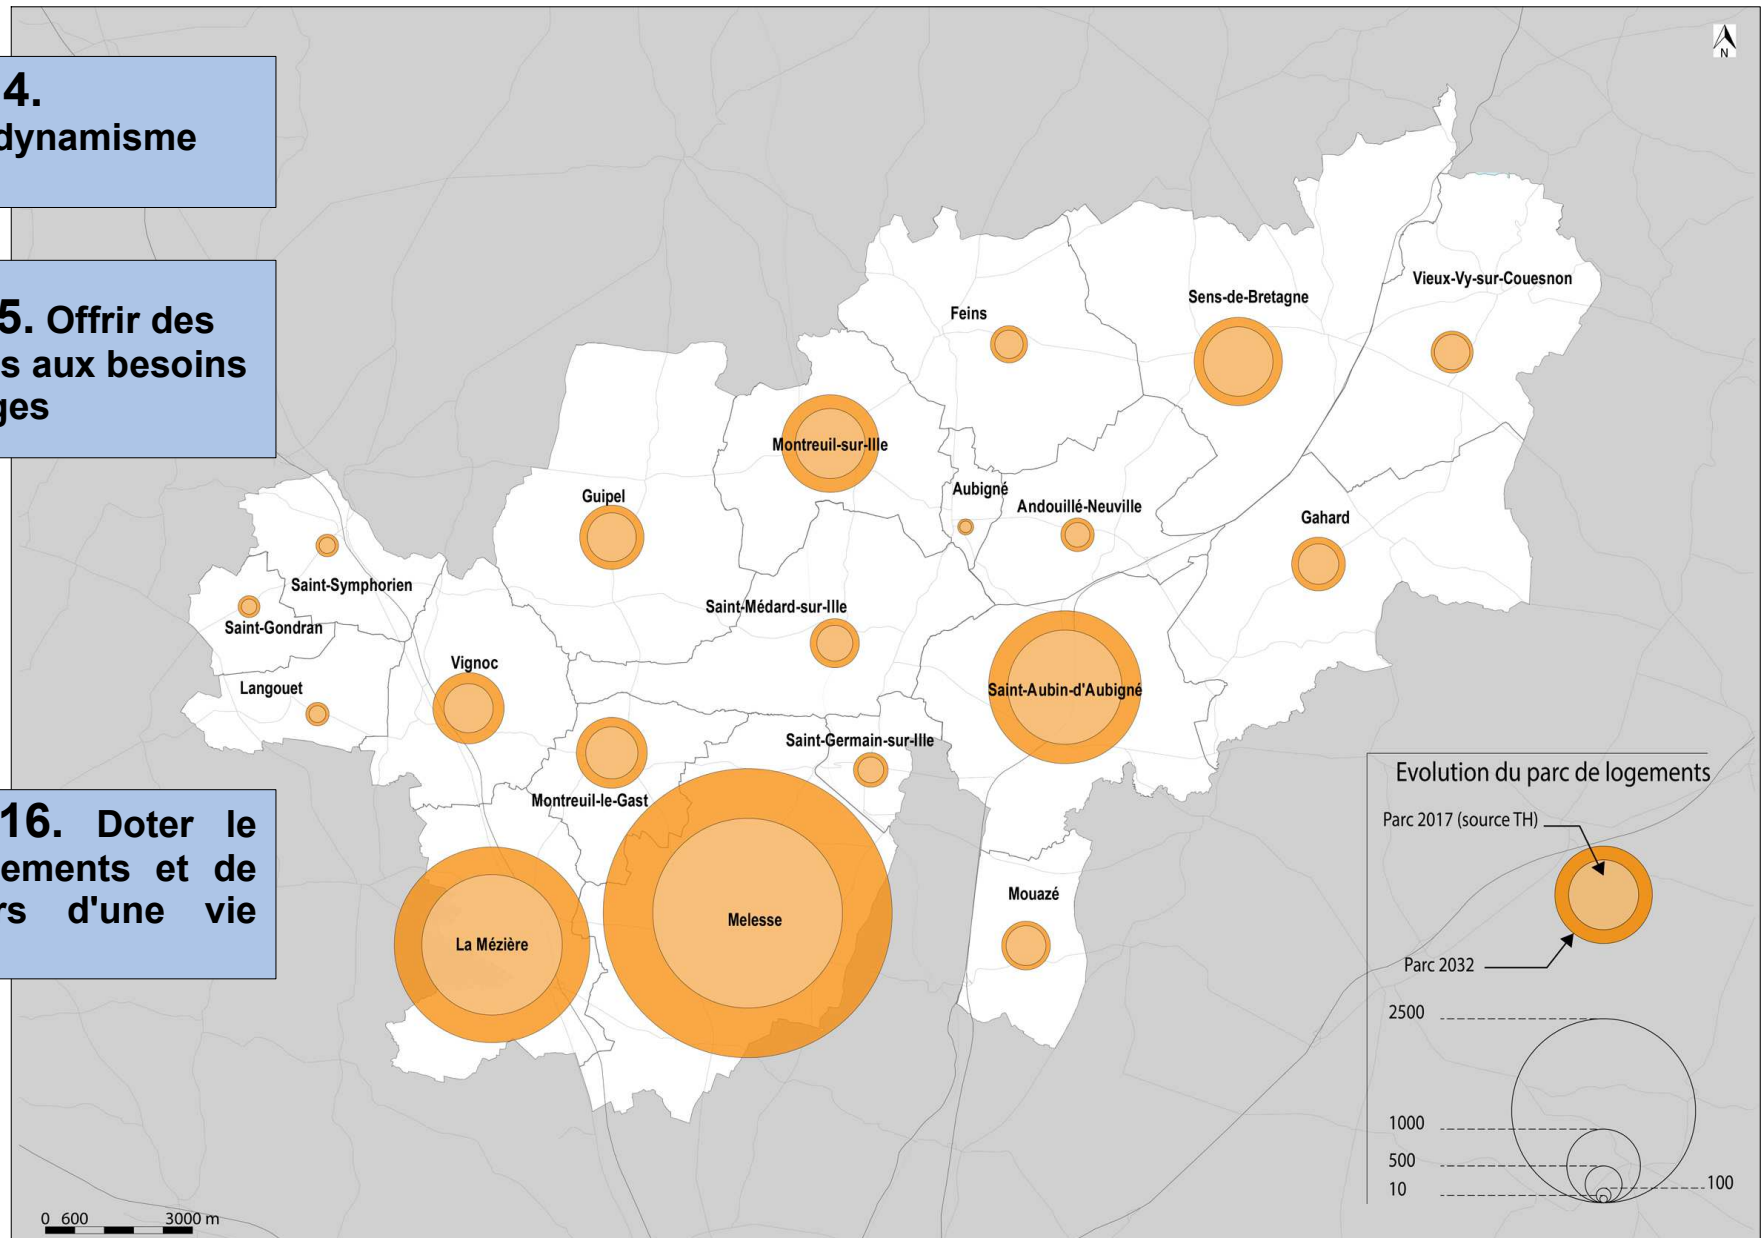 4.
dynamisme
5. Offrir des
s aux besoins
ges
16. Doter le
ements et de
rs d'une vie
N
Vieux-Vy-sur-Couesnon
Sens-de-Bretagne
Feins
Montreuil-sur-Ille
Aubigné
Guipel
Andouillé-Neuville
Gahard
Saint-Symphorien
Saint-Médard-sur-Ille
Saint-Gondran
Vignoc
Langouet
Saint-Aubin-d'Aubigné
Saint-Germain-sur-Ille
Montreuil-le-Gast
Mouazé
Melesse
La Mézière
Evolution du parc de logements
Parc 2017 (source TH)
Parc 2032
2500
1000
500
10
100
0 600 3000 m